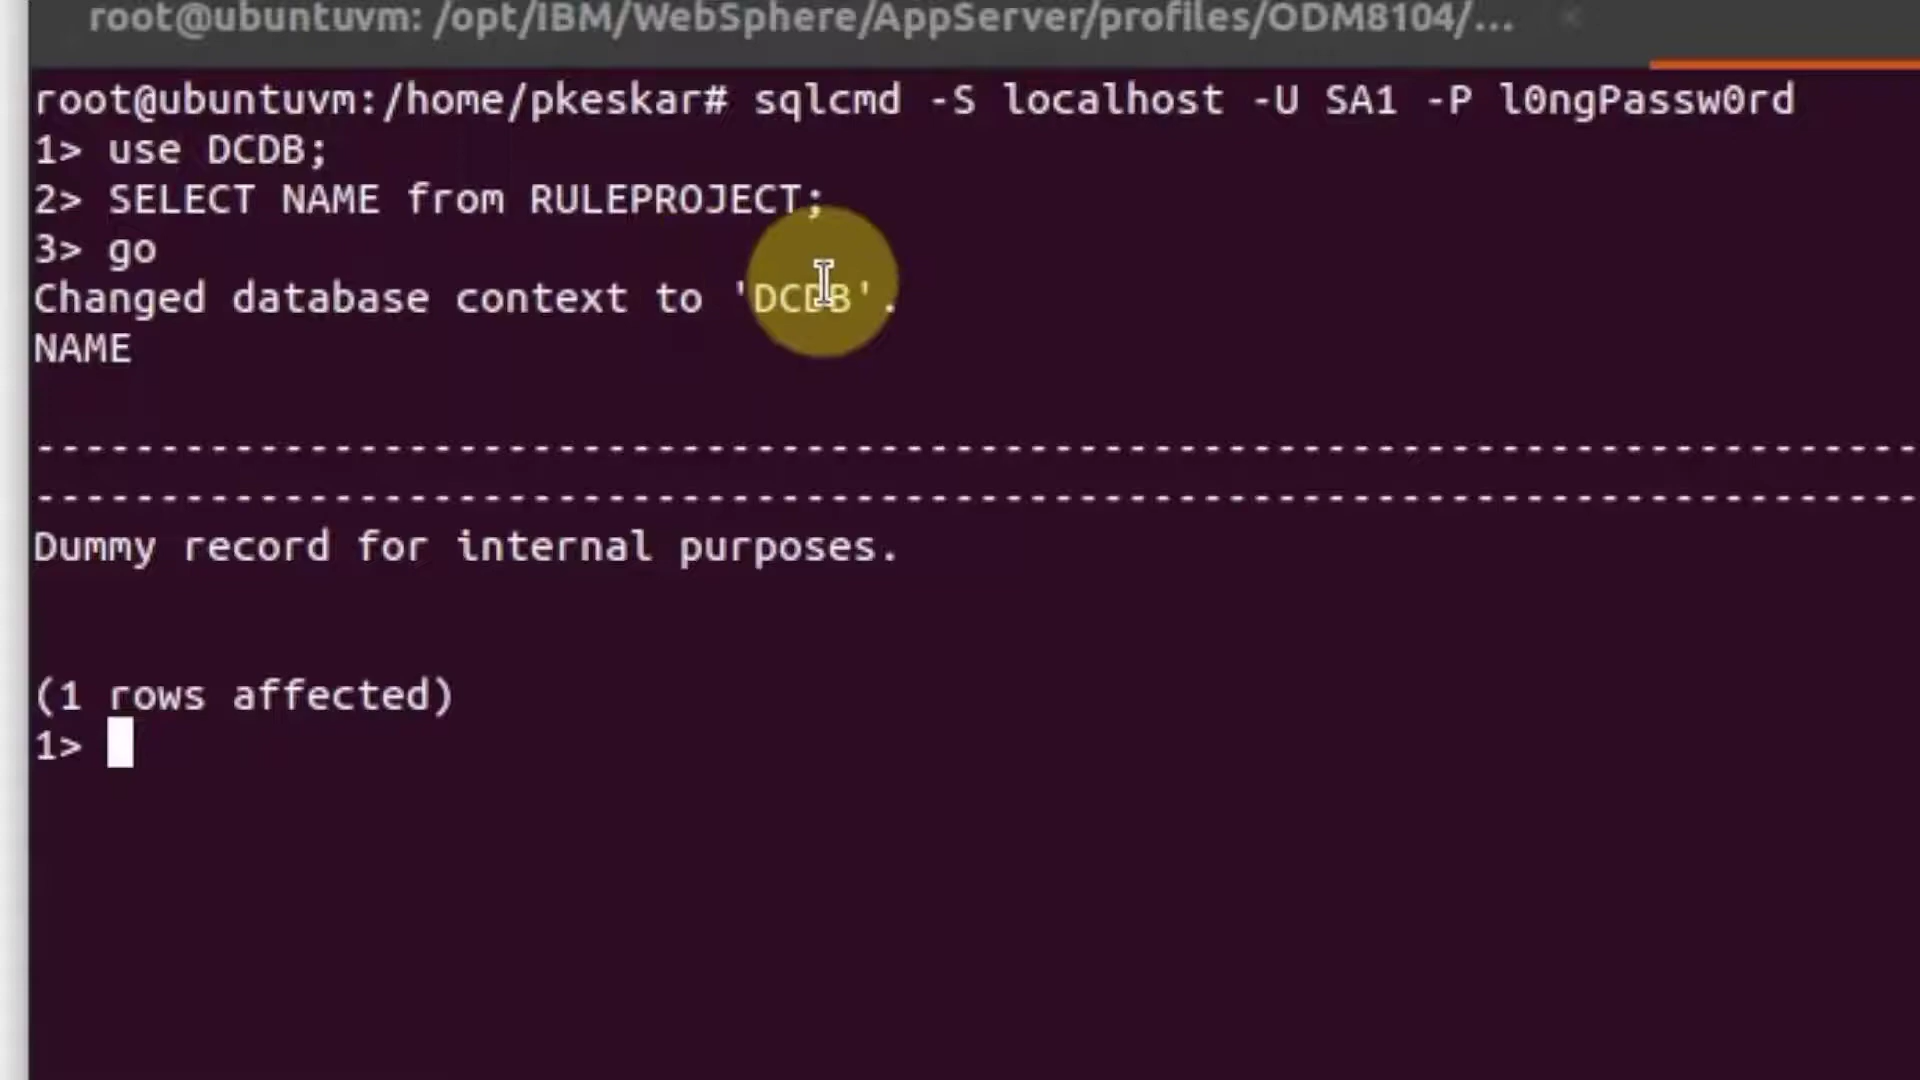 root@ubuntuvm: /opt/IBM/WebSphere/AppServer/profiles/ODM8104/...
root@ubuntuvm:/home/pkeskar# sqlcmd -S localhost -U SA1 -P l0ngPassw0rd
1> use DCDB;
2> SELECT NAME from RULEPROJECT;
3> go
Changed database context to 'DCDB'.
NAME
----------------------------------------------------------------------------
----------------------------------------------------------------------------
Dummy record for internal purposes.
(1 rows affected)
1>